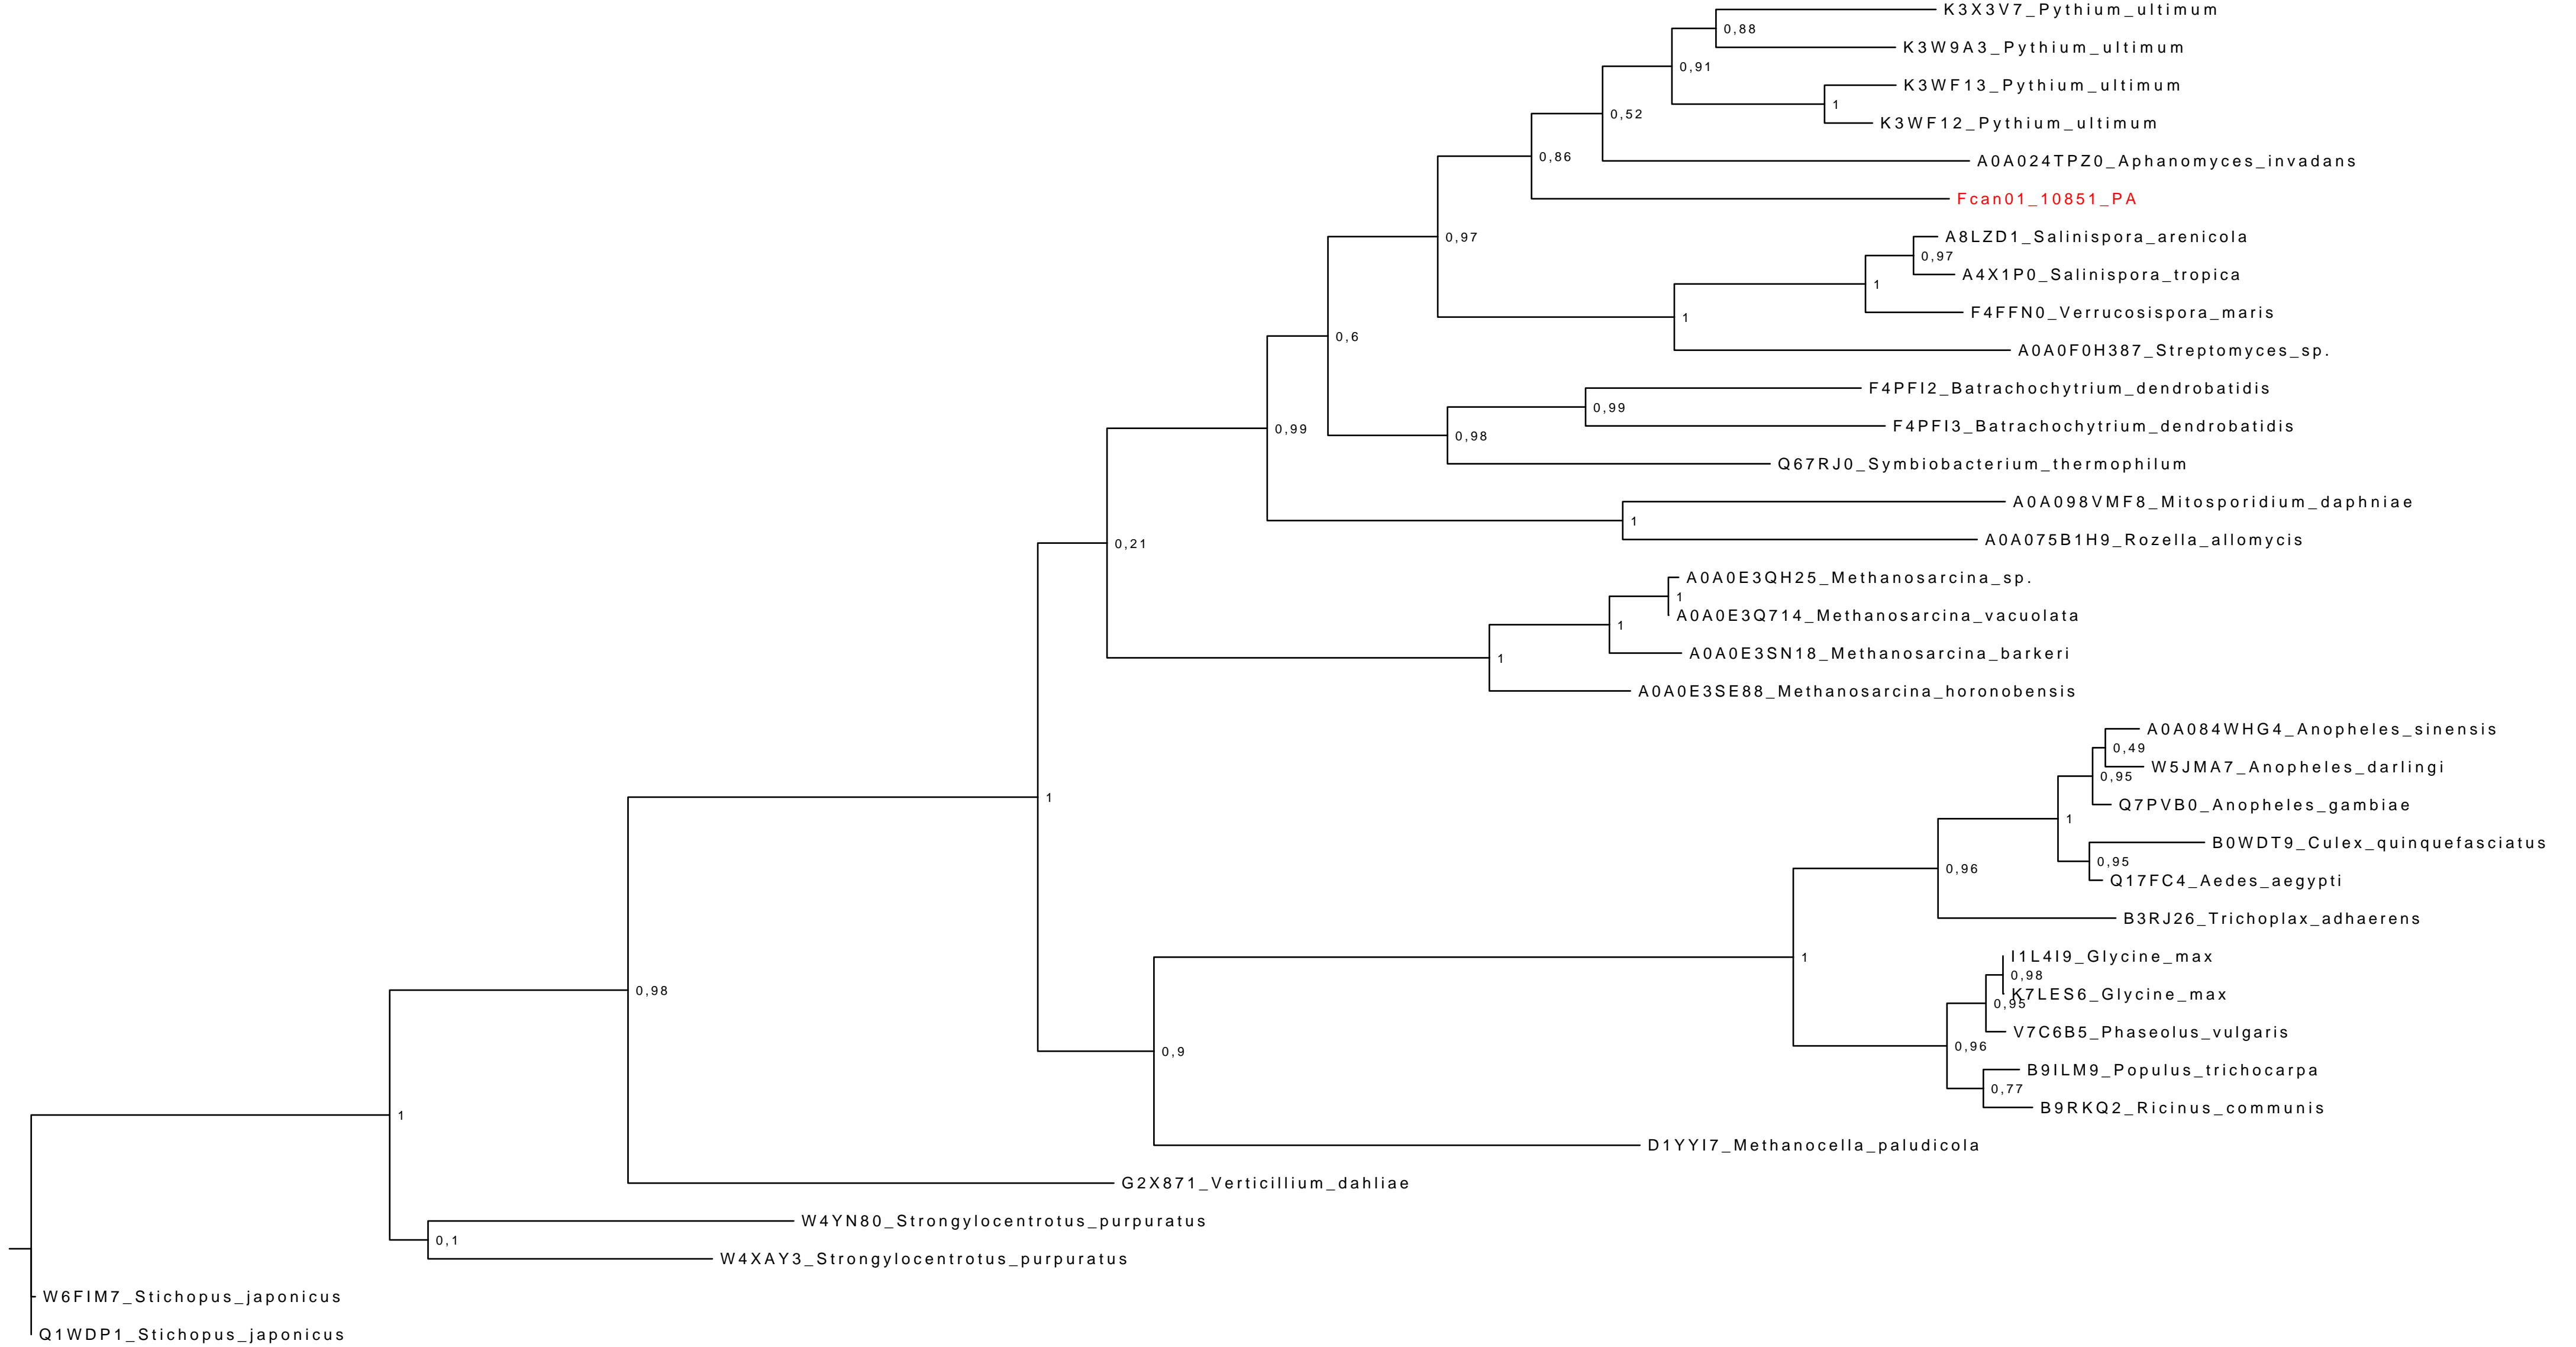 K3X3V7_Pythium_ultimum
0,88
K3W9A3_Pythium_ultimum
0,91
K3WF13_Pythium_ultimum
1
K3WF12_Pythium_ultimum
0,52
A0A024TPZ0_Aphanomyces_invadans
0,86
Fcan01_10851_PA
A8LZD1_Salinispora_arenicola
0,97
A4X1P0_Salinispora_tropica
0,97
1
F4FFN0_Verrucosispora_maris
1
0,6
A0A0F0H387_Streptomyces_sp.
F4PFI2_Batrachochytrium_dendrobatidis
0,99
F4PFI3_Batrachochytrium_dendrobatidis
0,99
0,98
Q67RJ0_Symbiobacterium_thermophilum
A0A098VMF8_Mitosporidium_daphniae
1
A0A075B1H9_Rozella_allomycis
0,21
A0A0E3QH25_Methanosarcina_sp.
1
A0A0E3Q714_Methanosarcina_vacuolata
1
A0A0E3SN18_Methanosarcina_barkeri
1
A0A0E3SE88_Methanosarcina_horonobensis
A0A084WHG4_Anopheles_sinensis
0,49
W5JMA7_Anopheles_darlingi
0,95
1
Q7PVB0_Anopheles_gambiae
1
B0WDT9_Culex_quinquefasciatus
0,95
0,96
Q17FC4_Aedes_aegypti
B3RJ26_Trichoplax_adhaerens
1
I1L4I9_Glycine_max
0,98
0,98
K7LES6_Glycine_max
0,95
V7C6B5_Phaseolus_vulgaris
0,96
0,9
B9ILM9_Populus_trichocarpa
0,77
B9RKQ2_Ricinus_communis
1
D1YYI7_Methanocella_paludicola
G2X871_Verticillium_dahliae
W4YN80_Strongylocentrotus_purpuratus
0,1
W4XAY3_Strongylocentrotus_purpuratus
W6FIM7_Stichopus_japonicus
Q1WDP1_Stichopus_japonicus